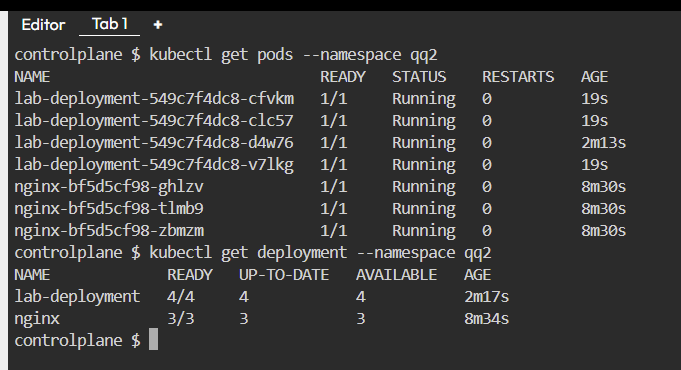 Editor Tab 1 +
controlplane $ kubectl get pods --namespace qq2
NAME READY STATUS RESTARTS AGE
lab-deployment-549c7f4dc8-cfvkm 1/1 Running 0 19s
lab-deployment-549c7f4dc8-clc57 1/1 Running 0 19s
lab-deployment-549c7f4dc8-d4w76 1/1 Running 0 2m13s
lab-deployment-549c7f4dc8-v7lkg 1/1 Running 0 19s
nginx-bf5d5cf98-ghlzv 1/1 Running 0 8m30s
nginx-bf5d5cf98-tlmb9 1/1 Running 0 8m30s
nginx-bf5d5cf98-zbmzm 1/1 Running 0 8m30s
controlplane $ kubectl get deployment --namespace qq2
NAME READY UP-TO-DATE AVAILABLE AGE
lab-deployment 4/4 4 4 2m17s
nginx 3/3 3 3 8m34s
controlplane $